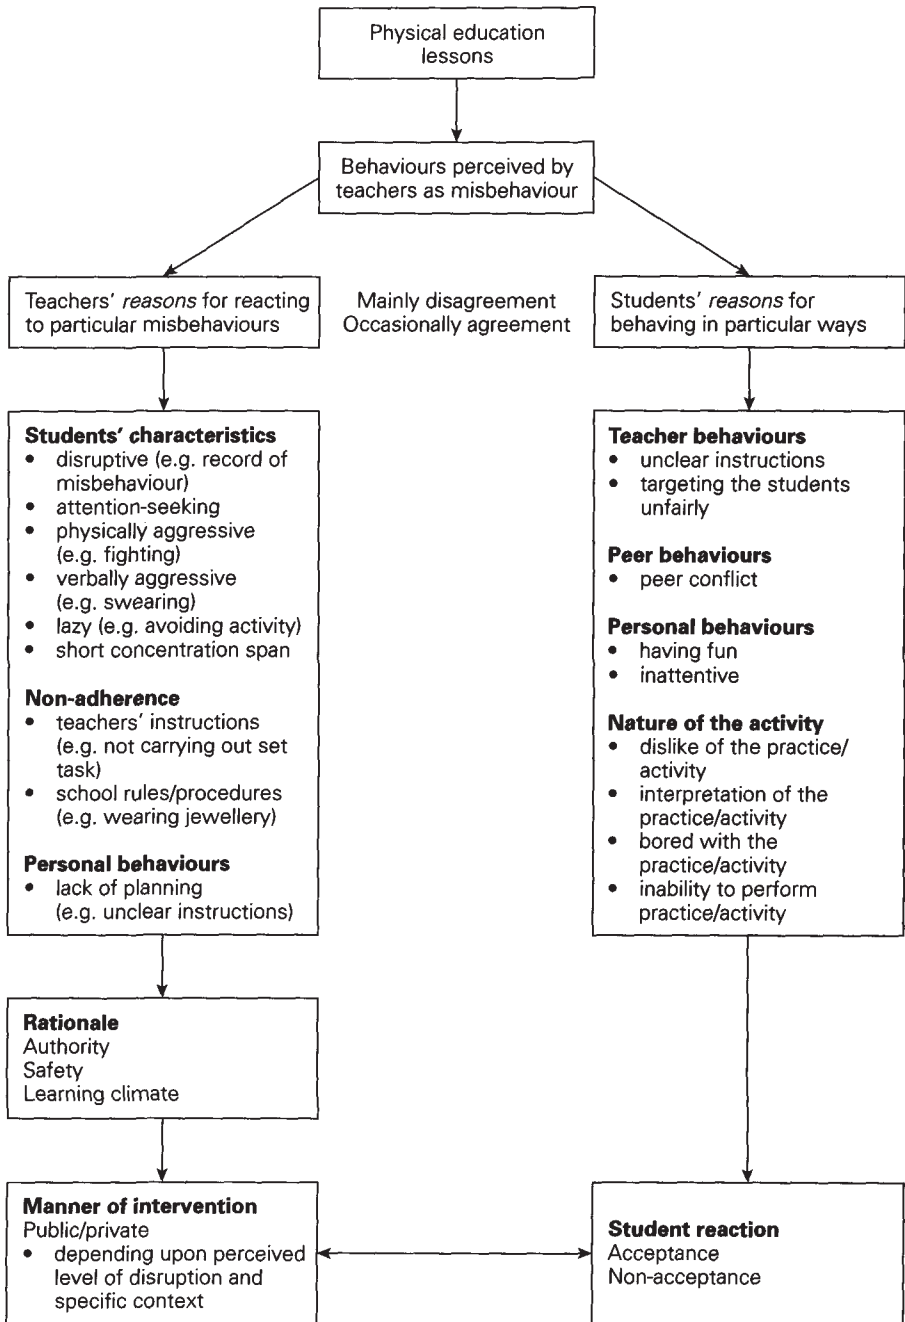 Physical education
lessons
Behaviours perceived by
teachers as misbehaviour
Teachers' reasons for reacting
to particular misbehaviours
Mainly disagreement
Occasionally agreement
Students' reasons for
behaving in particular ways
Students' characteristics
• disruptive (e.g. record of
misbehaviour)
• attention-seeking
• physically aggressive
(e.g. fighting)
• verbally aggressive
(e.g. swearing)
• lazy (e.g. avoiding activity)
• short concentration span
Non-adherence
• teachers' instructions
(e.g. not carrying out set
task)
• school rules/procedures
(e.g. wearing jewellery)
Personal behaviours
• lack of planning
(e.g. unclear instructions)
Teacher behaviours
• unclear instructions
• targeting the students
unfairly
Peer behaviours
• peer conflict
Personal behaviours
• having fun
• inattentive
Nature of the activity
• dislike of the practice/
activity
• interpretation of the
practice/activity
• bored with the
practice/activity
• inability to perform
practice/activity
Rationale
Authority
Safety
Learning climate
Manner of intervention
Public/private
• depending upon perceived
level of disruption and
specific context
Student reaction
Acceptance
Non-acceptance